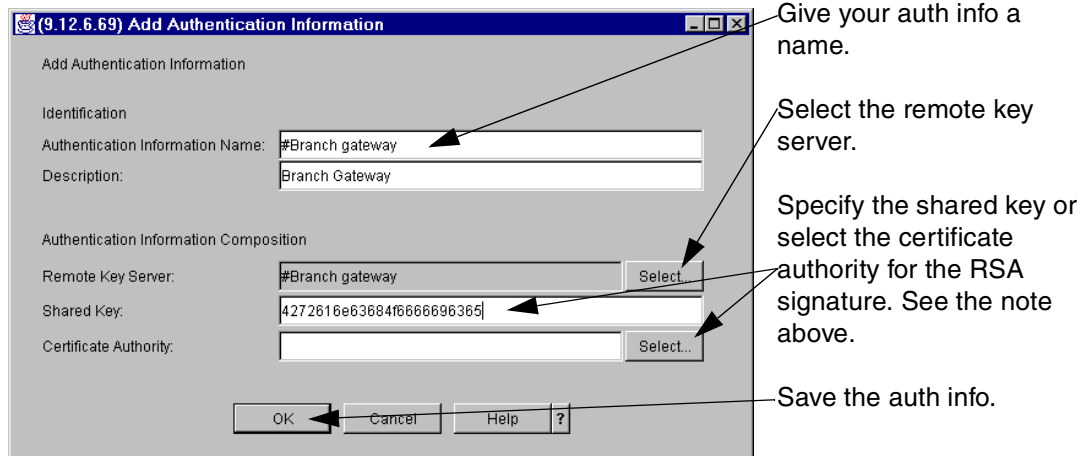 (9.12.6.69) Add Authentication Information
Add Authentication Information
Identification
Authentication Information Name: #Branch gateway
Description: Branch Gateway
Authentication Information Composition
Remote Key Server: #Branch gateway Select...
Shared Key: 4272616e63684f6666696365
Certificate Authority: Select...
OK Cancel Help ?
Give your auth info a
name.
Select the remote key
server.
Specify the shared key or
select the certificate
authority for the RSA
signature. See the note
above.
Save the auth info.